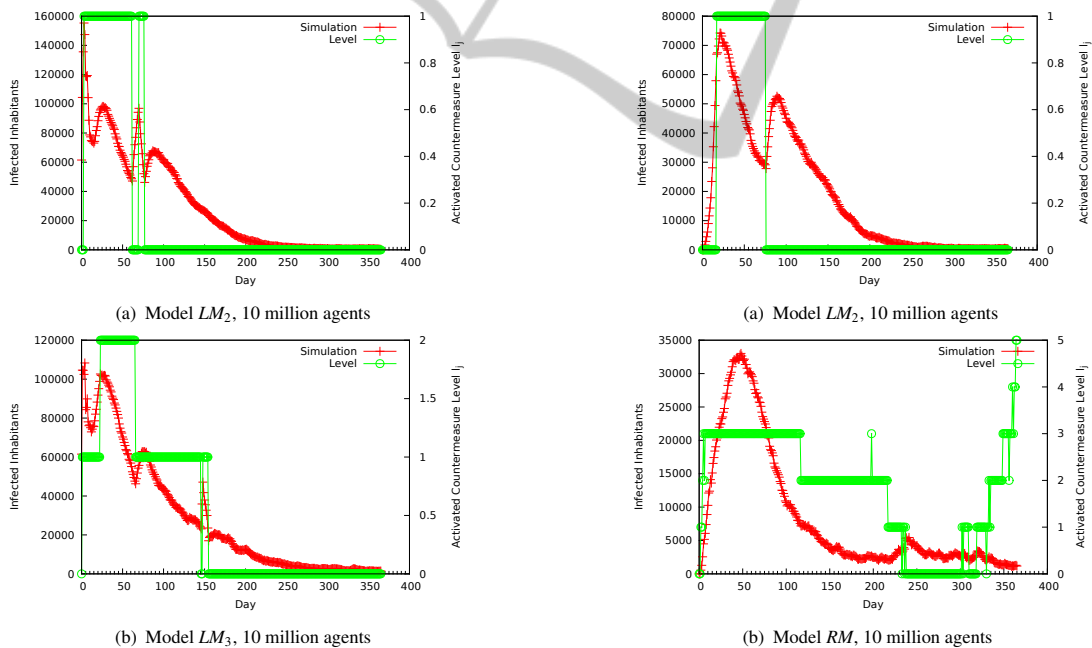 160000
140000
120000
100000
80000
60000
40000
20000
0
Infected Inhabitants
Simulation
Level
1
0.8
0.6
0.4
0.2
0
Activated Countermeasure Level l_j
0 50 100 150 200 250 300 350 400
Day
(a) Model LM2, 10 million agents
80000
70000
60000
50000
40000
30000
20000
10000
0
Infected Inhabitants
Simulation
Level
1
0.8
0.6
0.4
0.2
0
Activated Countermeasure Level l_j
0 50 100 150 200 250 300 350 400
Day
(a) Model LM2, 10 million agents
120000
100000
80000
60000
40000
20000
0
Infected Inhabitants
Simulation
Level
2
1.5
1
0.5
0
Activated Countermeasure Level l_j
0 50 100 150 200 250 300 350 400
Day
(b) Model LM3, 10 million agents
35000
30000
25000
20000
15000
10000
5000
0
Infected Inhabitants
Simulation
Level
5
4
3
2
1
0
Activated Countermeasure Level l_j
0 50 100 150 200 250 300 350 400
Day
(b) Model RM, 10 million agents